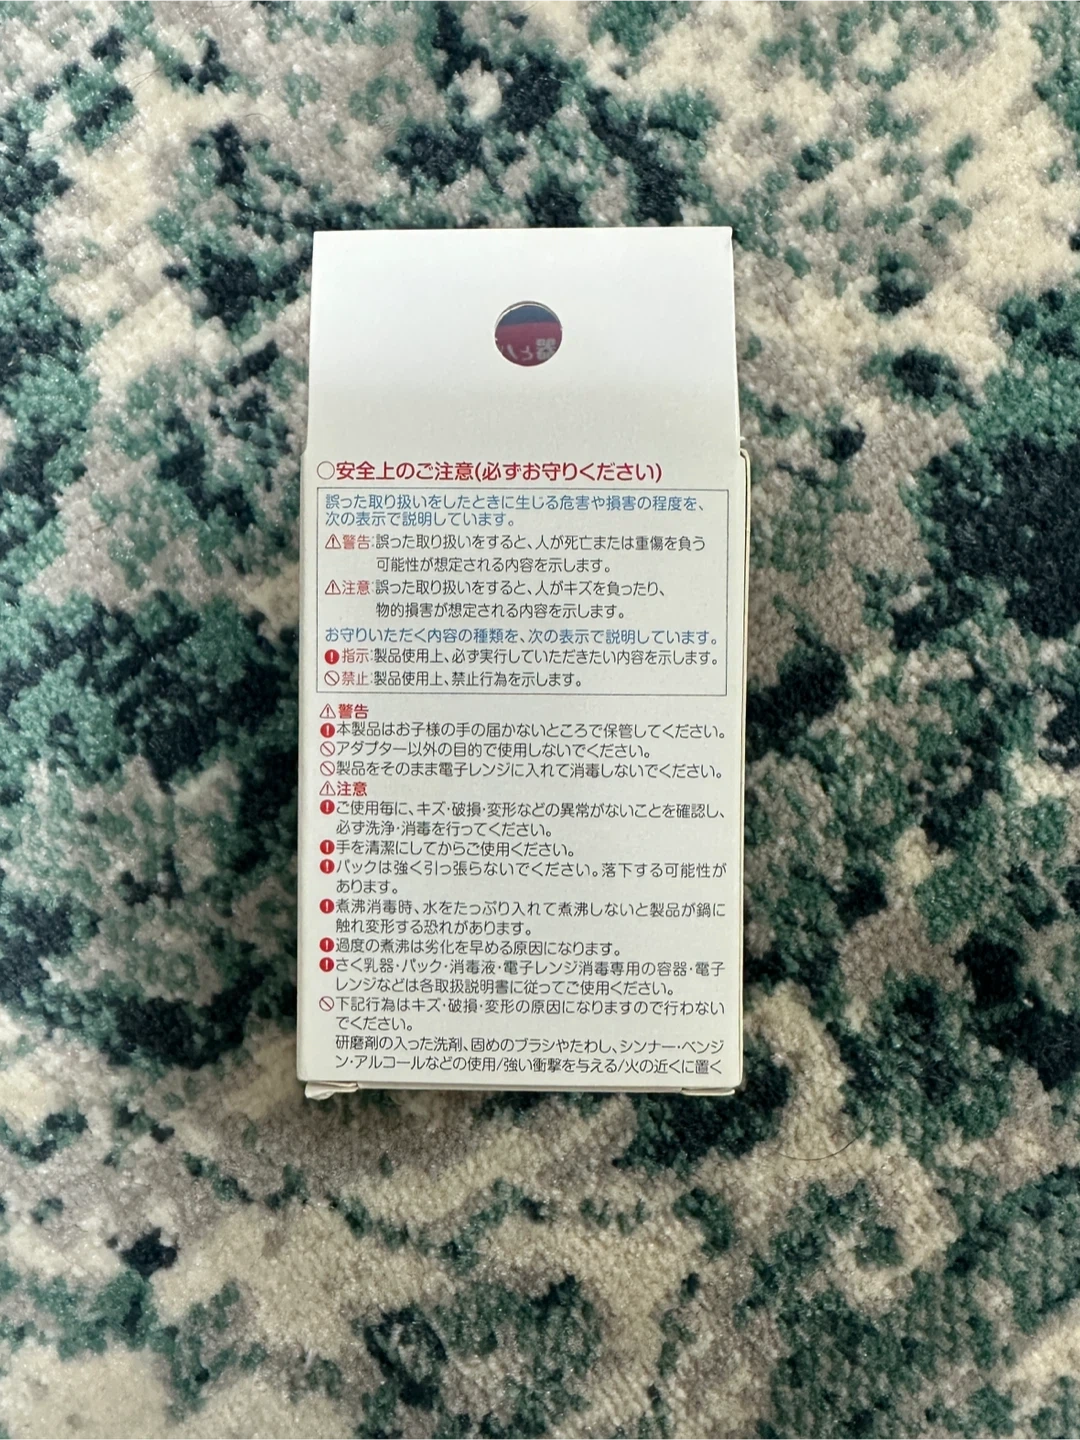 ○安全上のご注意(必ずお守りください)
誤った取り扱いをしたときに生じる危害や損害の程度を、
次の表示で説明しています。
⚠警告:誤った取り扱いをすると、人が死亡または重傷を負う
可能性が想定される内容を示します。
⚠注意:誤った取り扱いをすると、人がキズを負ったり、
物的損害が想定される内容を示します。
お守りいただく内容の種類を、次の表示で説明しています。
❗指示:製品使用上、必ず実行していただきたい内容を示します。
🚫禁止:製品使用上、禁止行為を示します。
⚠警告
❗本製品はお子様の手の届かないところで保管してください。
🚫アダプター以外の目的で使用しないでください。
🚫製品をそのまま電子レンジに入れて消毒しないでください。
⚠注意
❗ご使用毎に、キズ・破損・変形などの異常がないことを確認し、
必ず洗浄・消毒を行ってください。
❗手を清潔にしてからご使用ください。
❗パックは強く引っ張らないでください。落下する可能性が
あります。
❗煮沸消毒時、水をたっぷり入れて煮沸しないと製品が鍋に
触れ変形する恐れがあります。
❗過度の煮沸は劣化を早める原因になります。
❗さく乳器・パック・消毒液・電子レンジ消毒専用の容器・電子
レンジなどは各取扱説明書に従ってご使用ください。
🚫下記行為はキズ・破損・変形の原因になりますので行わない
でください。
研磨剤の入った洗剤、固めのブラシやたわし、シンナー・ベンジ
ン・アルコールなどの使用/強い衝撃を与える/火の近くに置く